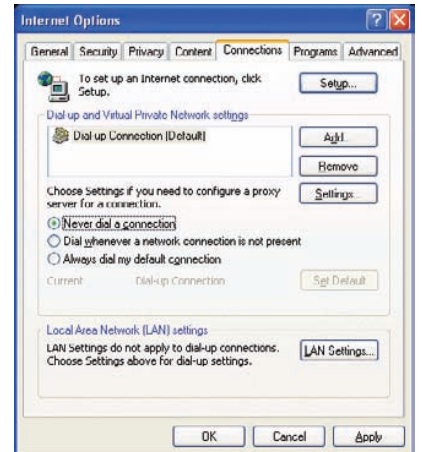 Internet Options
General Security Privacy Content Connections Programs Advanced
To set up an Internet connection, click
Setup.
Setup...
Dial-up and Virtual Private Network settings
Dial-up Connection (Default)
Add...
Remove
Choose Settings if you need to configure a proxy
server for a connection.
Settings...
Never dial a connection
Dial whenever a network connection is not present
Always dial my default connection
Current Dial-up Connection
Set Default
Local Area Network (LAN) settings
LAN Settings do not apply to dial-up connections.
Choose Settings above for dial-up settings.
LAN Settings...
OK Cancel Apply